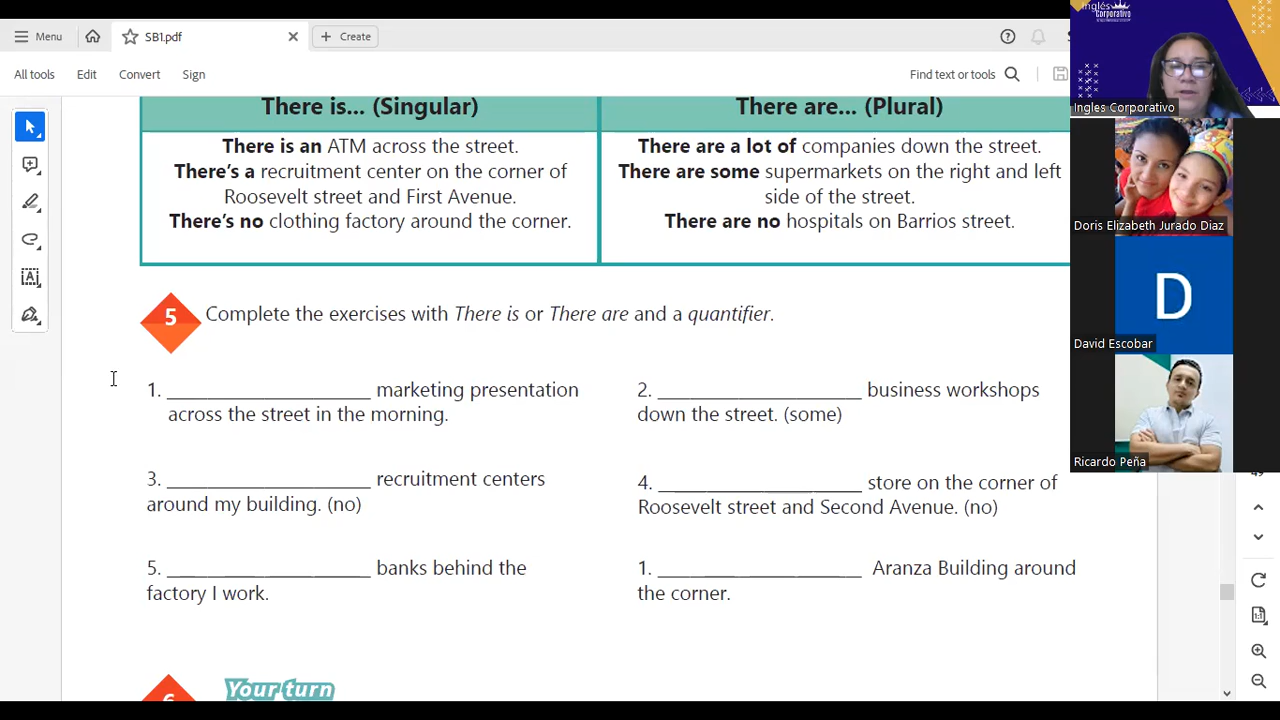 Menu
SB1.pdf
Create
All tools
Edit
Convert
Sign
Find text or tools
There is... (Singular)
There are... (Plural)
There is an ATM across the street.
There's a recruitment center on the corner of
Roosevelt street and First Avenue.
There's no clothing factory around the corner.
There are a lot of companies down the street.
There are some supermarkets on the right and left
side of the street.
There are no hospitals on Barrios street.
5
Complete the exercises with There is or There are and a quantifier.
1. ____________________ marketing presentation
across the street in the morning.
2. ____________________ business workshops
down the street. (some)
3. ____________________ recruitment centers
around my building. (no)
4. ____________________ store on the corner of
Roosevelt street and Second Avenue. (no)
5. ____________________ banks behind the
factory I work.
1. ____________________ Aranza Building around
the corner.
Your turn
Inglés
corporativo
Ingles Corporativo
Doris Elizabeth Jurado Diaz
D
David Escobar
Ricardo Peña
1:1